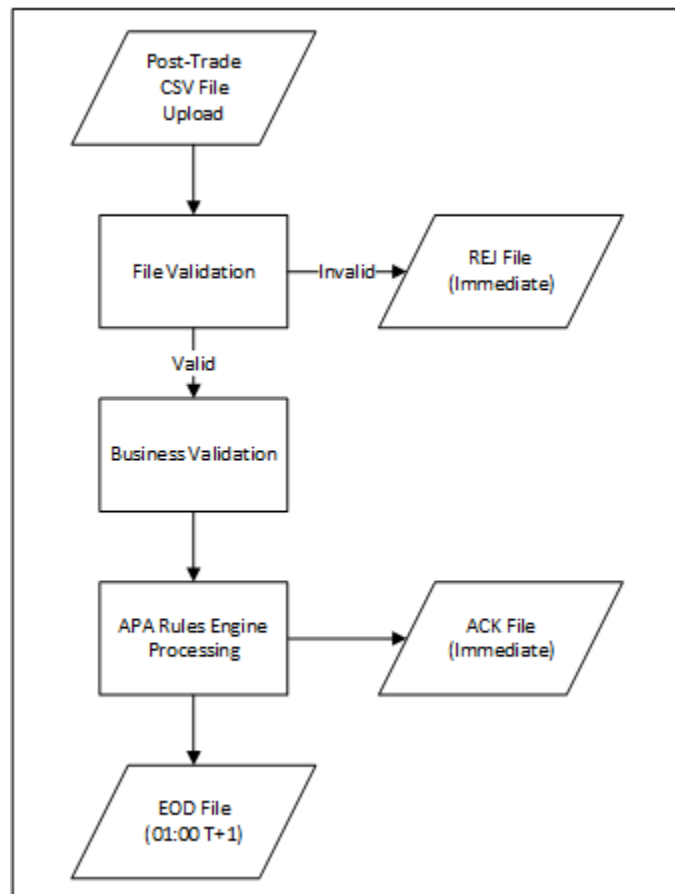 Post-Trade
CSV File
Upload
File Validation
Invalid
REJ File
(Immediate)
Valid
Business Validation
APA Rules Engine
Processing
ACK File
(Immediate)
EOD File
(01:00 T+1)